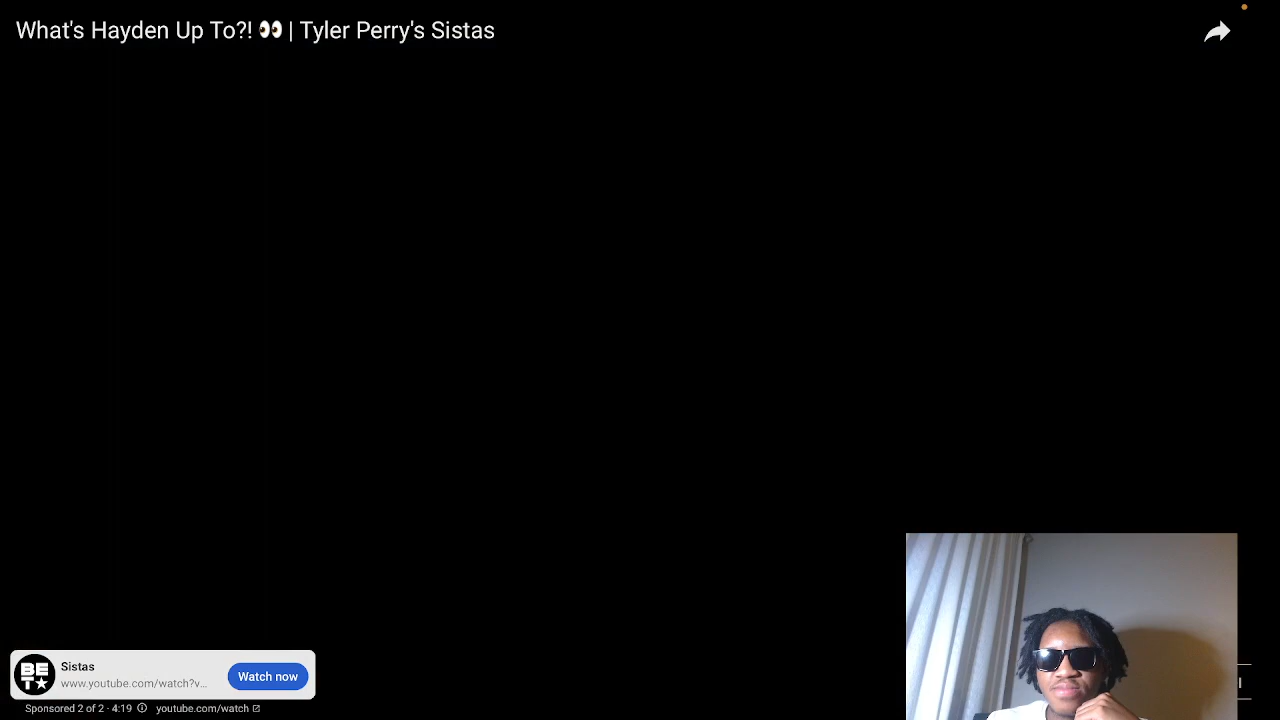 What's Hayden Up To?! 👀 | Tyler Perry's Sistas
BET★
Sistas
www.youtube.com/watch?v...
Watch now
Sponsored 2 of 2 · 4:19
youtube.com/watch